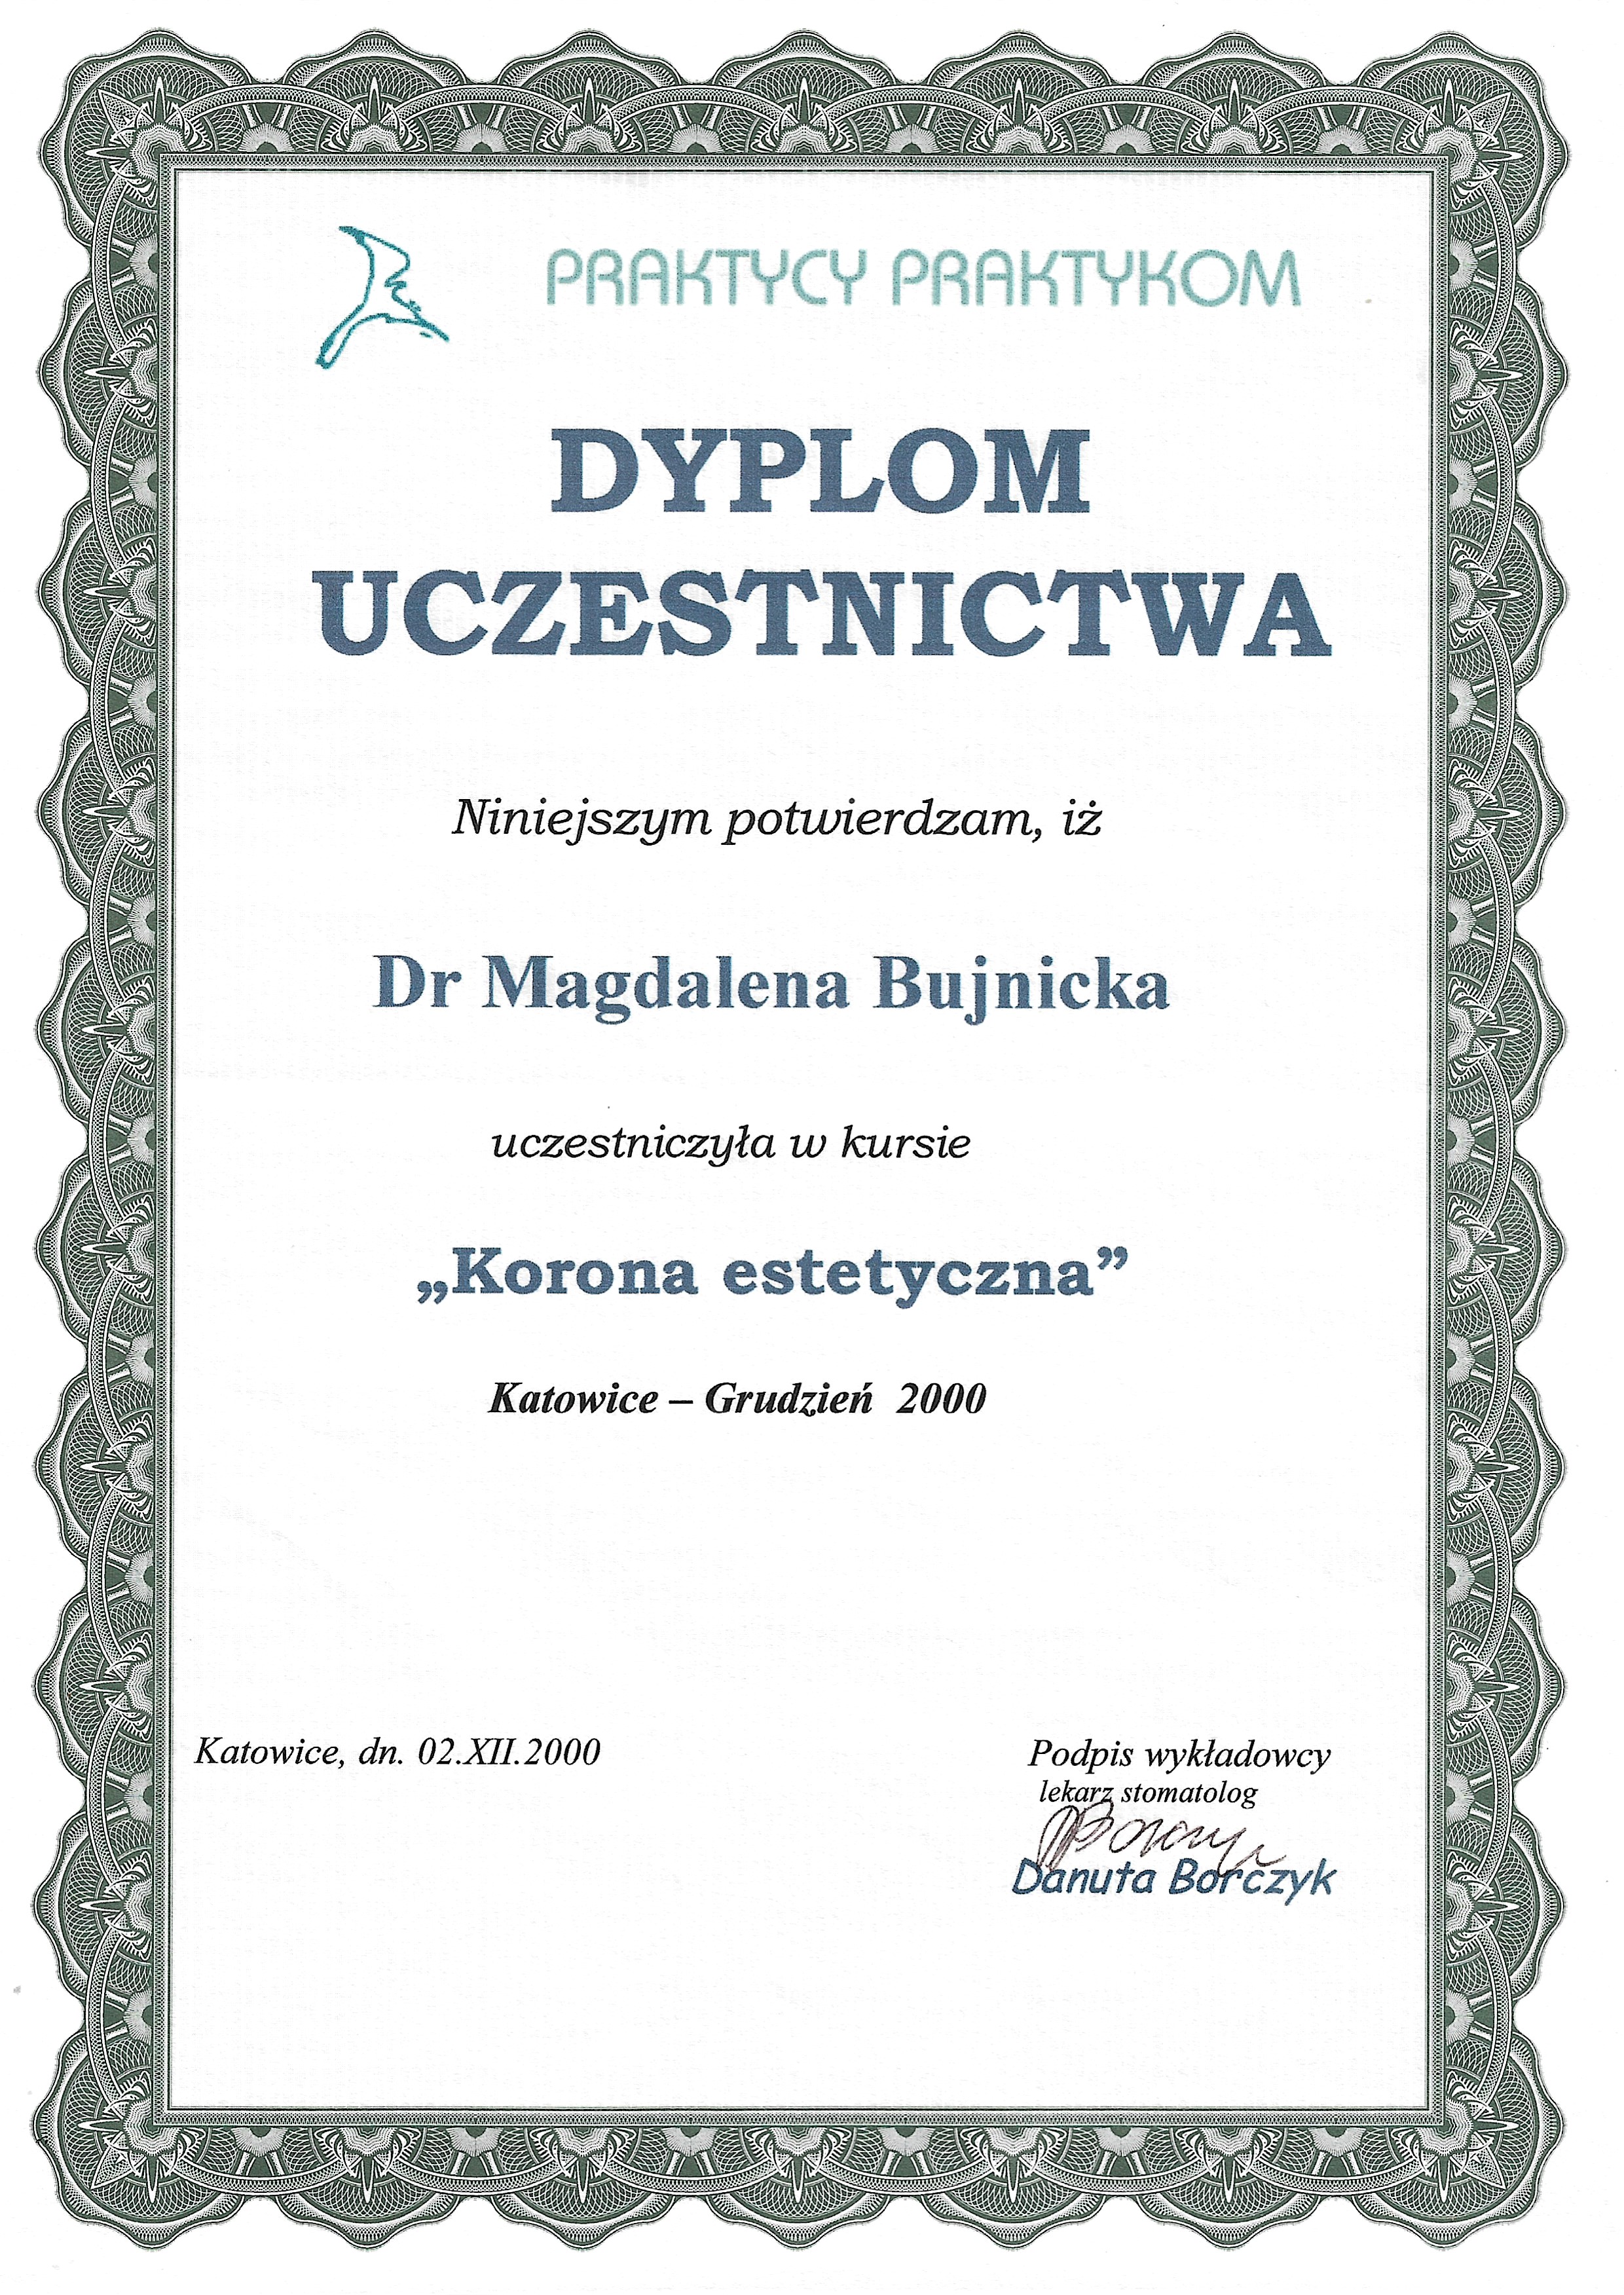 PRAKTYCY PRAKTYKOM
DYPLOM
UCZESTNICTWA
Niniejszym potwierdzam, iż
Dr Magdalena Bujnicka
uczestniczyła w kursie
„Korona estetyczna”
Katowice – Grudzień 2000
Katowice, dn. 02.XII.2000
Podpis wykładowcy
lekarz stomatolog
Danuta Borczyk